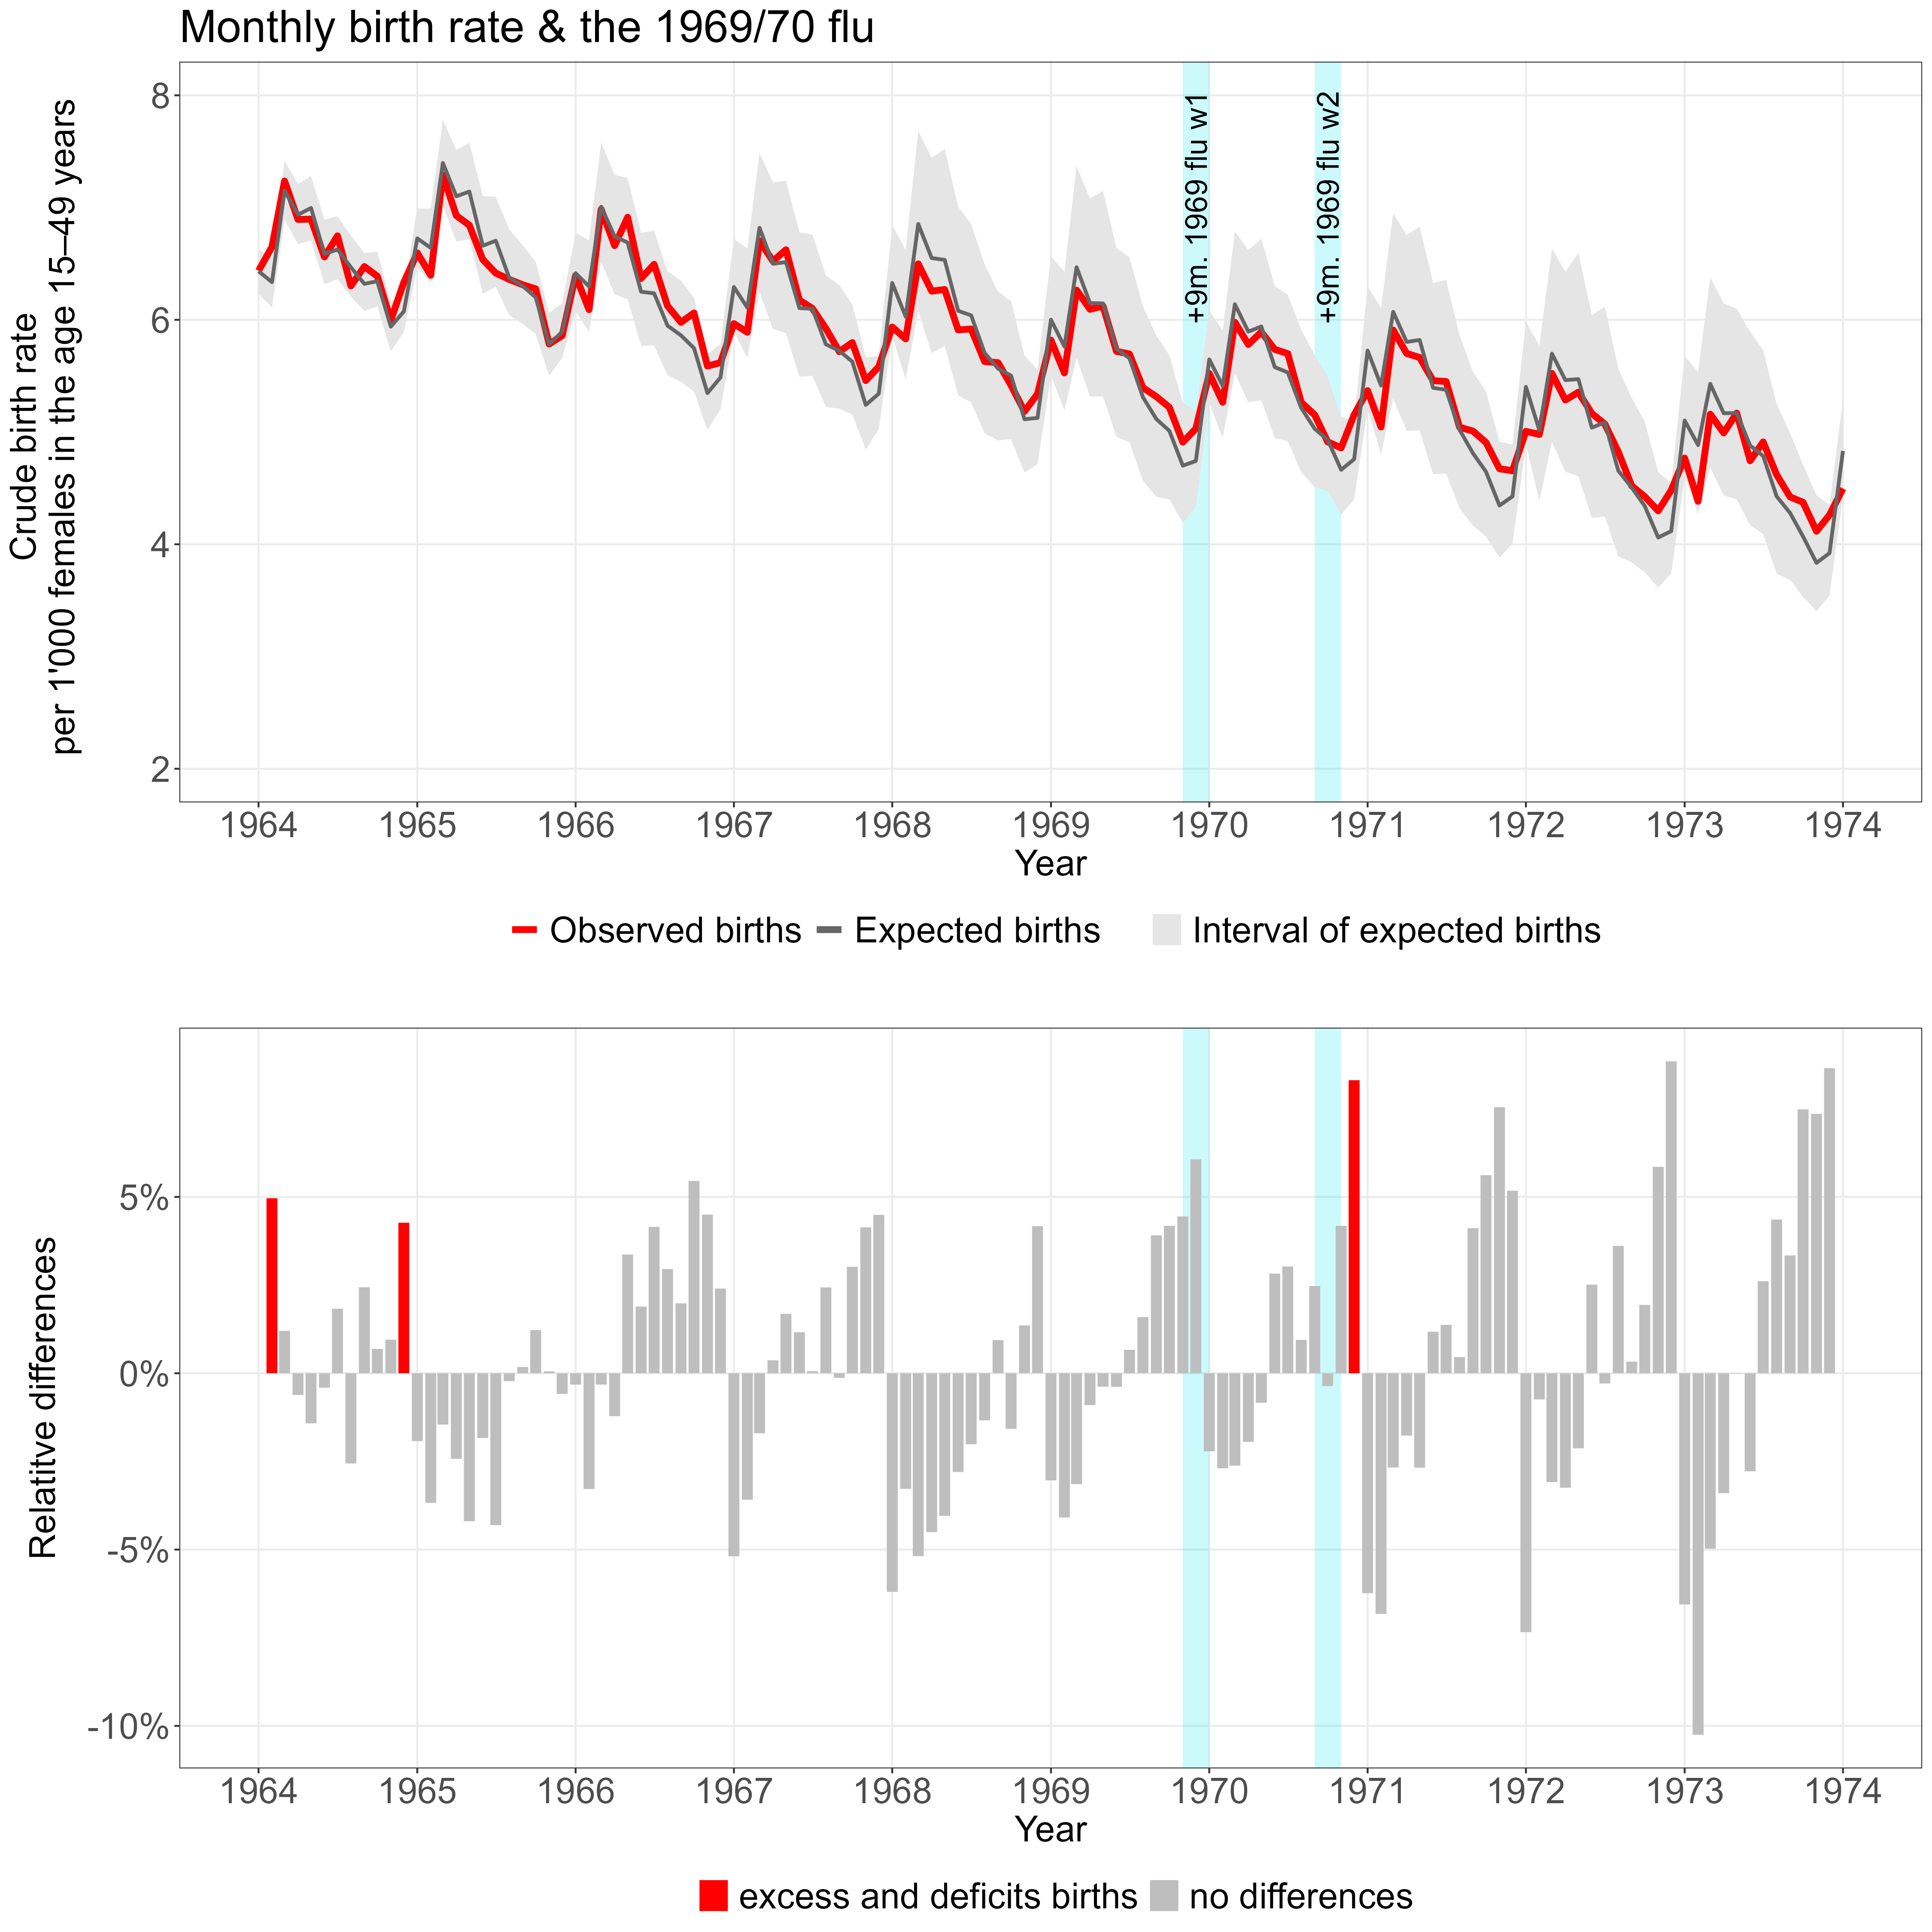 Monthly birth rate & the 1969/70 flu
Crude birth rate
per 1'000 females in the age 15–49 years
8
6
4
2
+9m. 1969 flu w1
+9m. 1969 flu w2
1964 1965 1966 1967 1968 1969 1970 1971 1972 1973 1974
Year
Observed births Expected births Interval of expected births
Relatitve differences
5%
0%
-5%
-10%
1964 1965 1966 1967 1968 1969 1970 1971 1972 1973 1974
Year
excess and deficits births no differences